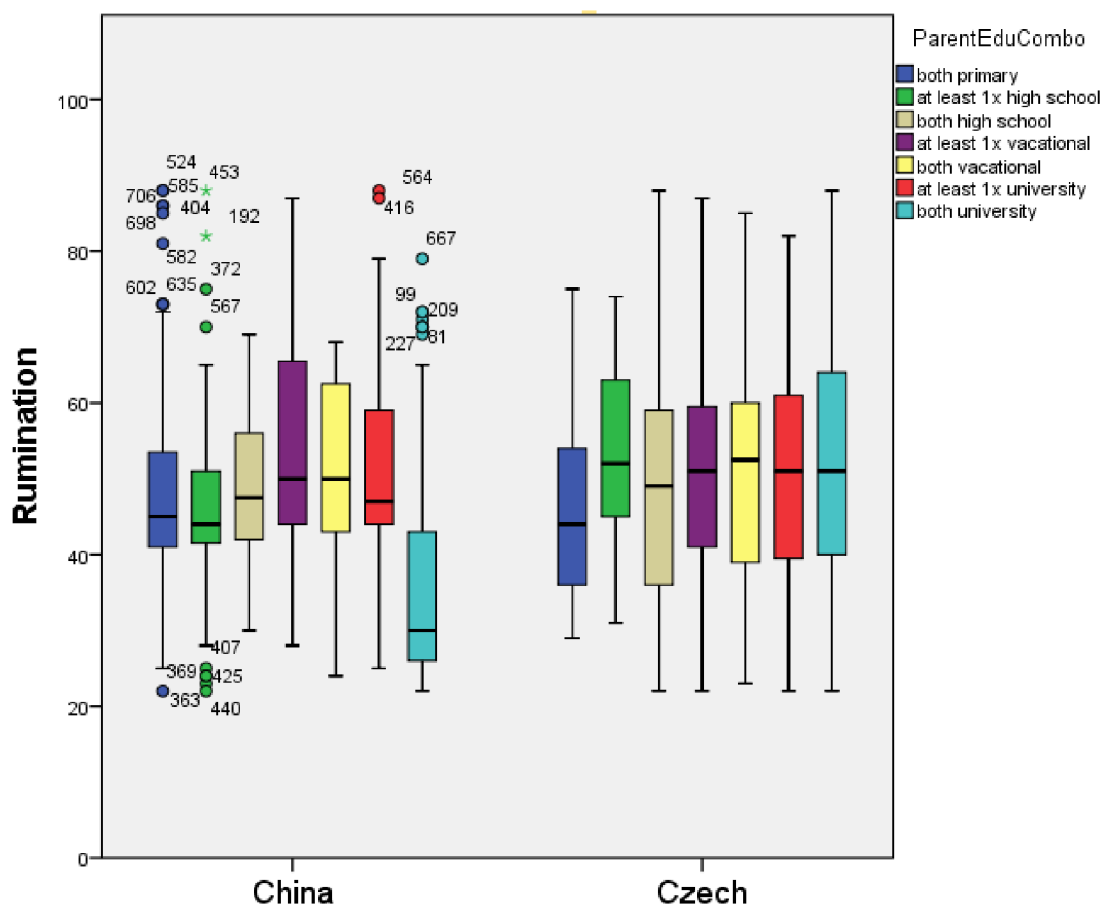 ParentEduCombo
both primary
at least 1x high school
both high school
at least 1x vacational
both vacational
at least 1x university
both university
Rumination
100
80
60
40
20
0
524
453
706
585
404
192
698
582
372
602
635
567
564
416
667
99
209
227
81
407
369
425
363
440
China
Czech